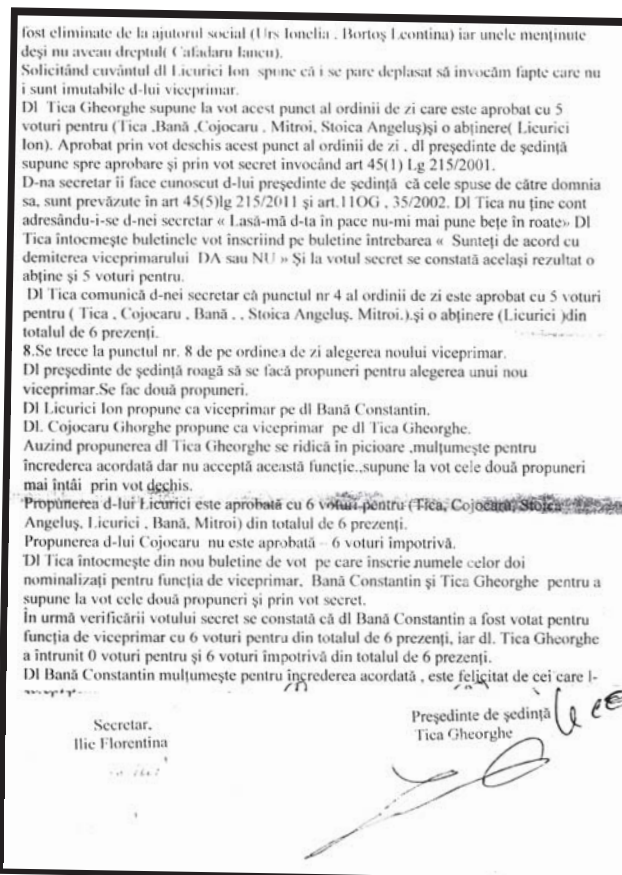 fost eliminate de la ajutorul social (Urs Ionelia . Bortoş Leontina) iar unele menţinute
deşi nu aveau dreptul( Cafadaru Iancu).
Solicitând cuvântul dl Licurici Ion spune că i se pare deplasat să invocăm fapte care nu
i sunt imutabile d-lui viceprimar.
Dl Tica Gheorghe supune la vot acest punct al ordinii de zi care este aprobat cu 5
voturi pentru (Tica ,Bană ,Cojocaru . Mitroi, Stoica Angeluş)şi o abţinere( Licurici
Ion). Aprobat prin vot deschis acest punct al ordinii de zi . dl preşedinte de şedinţă
supune spre aprobare şi prin vot secret invocând art 45(1) Lg 215/2001.
D-na secretar îi face cunoscut d-lui preşedinte de şedinţă că cele spuse de către domnia
sa, sunt prevăzute în art 45(5)lg 215/2011 şi art.11OG , 35/2002. Dl Tica nu ţine cont
adresându-i-se d-nei secretar « Lasă-mă d-ta în pace nu-mi mai pune beţe în roate» Dl
Tica întocmeşte buletinele vot înscriind pe buletine întrebarea « Sunteţi de acord cu
demiterea viceprimarului DA sau NU » Şi la votul secret se constată acelaşi rezultat o
abţine şi 5 voturi pentru.
Dl Tica comunică d-nei secretar că punctul nr 4 al ordinii de zi este aprobat cu 5 voturi
pentru ( Tica , Cojocaru , Bană . , Stoica Angeluş. Mitroi.).şi o abţinere (Licurici )din
totalul de 6 prezenţi.
8.Se trece la punctul nr. 8 de pe ordinea de zi alegerea noului viceprimar.
Dl preşedinte de şedinţă roagă să se facă propuneri pentru alegerea unui nou
viceprimar.Se fac două propuneri.
Dl Licurici Ion propune ca viceprimar pe dl Bană Constantin.
Dl. Cojocaru Ghorghe propune ca viceprimar pe dl Tica Gheorghe.
Auzind propunerea dl Tica Gheorghe se ridică în picioare ,mulţumeşte pentru
încrederea acordată dar nu acceptă această funcţie.,supune la vot cele două propuneri
mai întâi prin vot dechis.
Propunerea d-lui Licurici este aprobată cu 6 voturi pentru (Tica, Cojocaru, Stoica
Angeluş, Licurici , Bană, Mitroi) din totalul de 6 prezenţi.
Propunerea d-lui Cojocaru nu este aprobată – 6 voturi împotrivă.
Dl Tica întocmeşte din nou buletine de vot pe care înscrie numele celor doi
nominalizaţi pentru funcţia de viceprimar, Bană Constantin şi Tica Gheorghe pentru a
supune la vot cele două propuneri şi prin vot secret.
În urmă verificării votului secret se constată că dl Bană Constantin a fost votat pentru
funcţia de viceprimar cu 6 voturi pentru din totalul de 6 prezenţi, iar dl. Tica Gheorghe
a întrunit 0 voturi pentru şi 6 voturi împotrivă din totalul de 6 prezenţi.
Dl Bană Constantin mulţumeşte pentru încrederea acordată , este felicitat de cei care l-
Secretar.
Ilie Florentina
Preşedinte de şedinţă
Tica Gheorghe